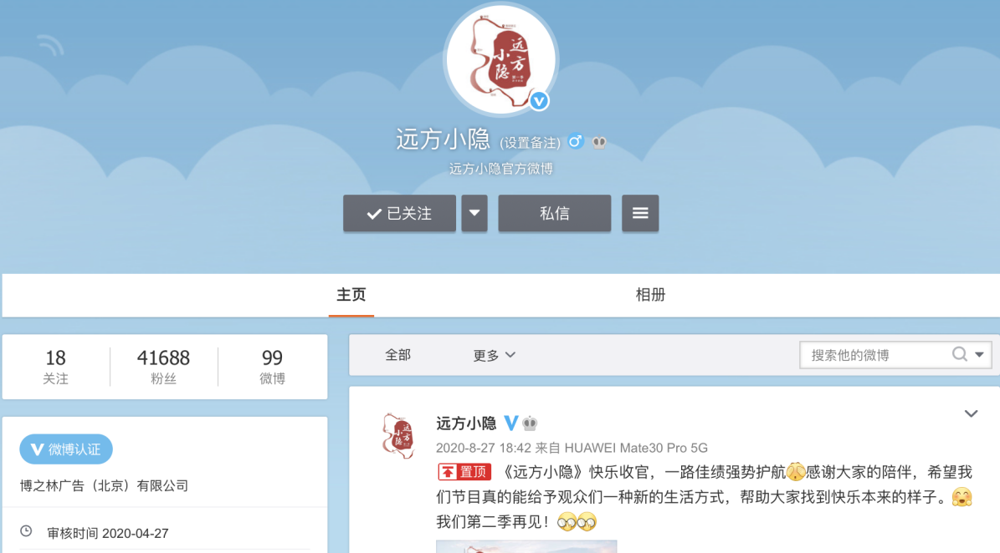 远方
小隐
远方小隐 (设置备注)
远方小隐官方微博
已关注
私信
主页
相册
18
关注
41688
粉丝
99
微博
全部
更多
搜索他的微博
V 微博认证
博之林广告（北京）有限公司
审核时间 2020-04-27
远方
小隐
远方小隐 V
2020-8-27 18:42 来自 HUAWEI Mate30 Pro 5G
置顶 《远方小隐》快乐收官，一路佳绩强势护航感谢大家的陪伴，希望我
们节目真的能给予观众们一种新的生活方式，帮助大家找到快乐本来的样子。
我们第二季再见！